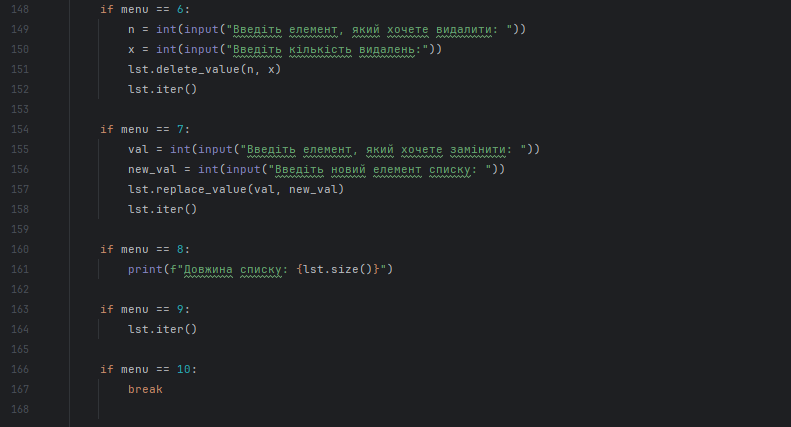 148 if menu == 6:
149 n = int(input("Введіть елемент, який хочете видалити: "))
150 x = int(input("Введіть кількість видалень:"))
151 lst.delete_value(n, x)
152 lst.iter()
153
154 if menu == 7:
155 val = int(input("Введіть елемент, який хочете замінити: "))
156 new_val = int(input("Введіть новий елемент списку: "))
157 lst.replace_value(val, new_val)
158 lst.iter()
159
160 if menu == 8:
161 print(f"Довжина списку: {lst.size()}")
162
163 if menu == 9:
164 lst.iter()
165
166 if menu == 10:
167 break
168